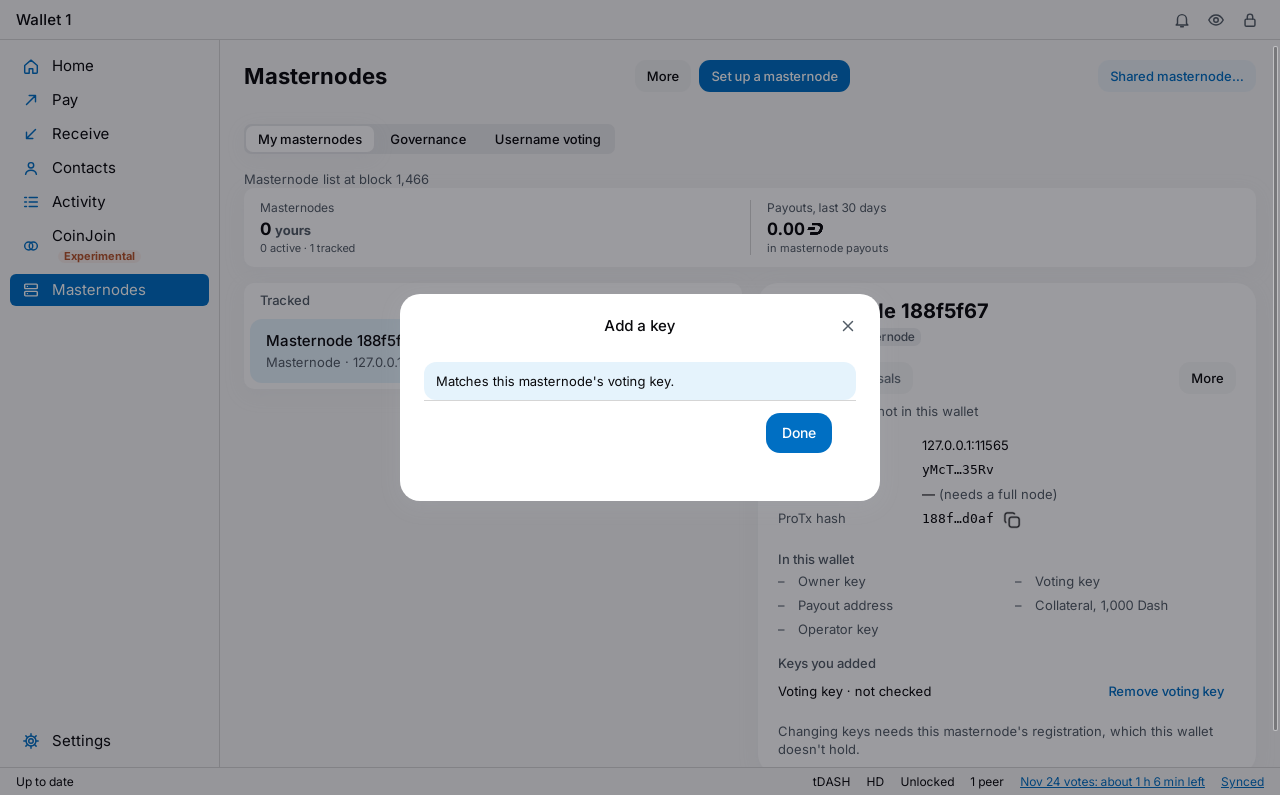 Wallet 1
Home
Pay
Receive
Contacts
Activity
CoinJoin
Experimental
Masternodes
Settings
Masternodes
More
Set up a masternode
Shared masternode...
My masternodes
Governance
Username voting
Masternode list at block 1,466
Masternodes
0 yours
0 active · 1 tracked
Payouts, last 30 days
0.00
in masternode payouts
Tracked
Masternode 188f5f
Masternode · 127.0.0.1
Add a key
Matches this masternode's voting key.
Done
188f5f67
More
not in this wallet
127.0.0.1:11565
yMcT…35Rv
— (needs a full node)
ProTx hash
188f…d0af
In this wallet
– Owner key
– Voting key
– Payout address
– Collateral, 1,000 Dash
– Operator key
Keys you added
Voting key · not checked
Remove voting key
Changing keys needs this masternode's registration, which this wallet
doesn't hold.
Up to date
tDASH
HD
Unlocked
1 peer
Nov 24 votes: about 1 h 6 min left
Synced